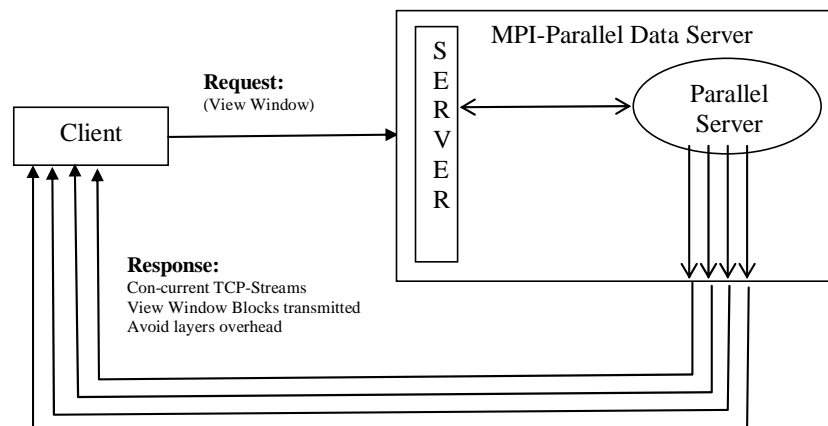 MPI-Parallel Data Server
S
E
R
V
E
R
Request:
(View Window)
Client
Parallel
Server
Response:
Con-current TCP-Streams
View Window Blocks transmitted
Avoid layers overhead